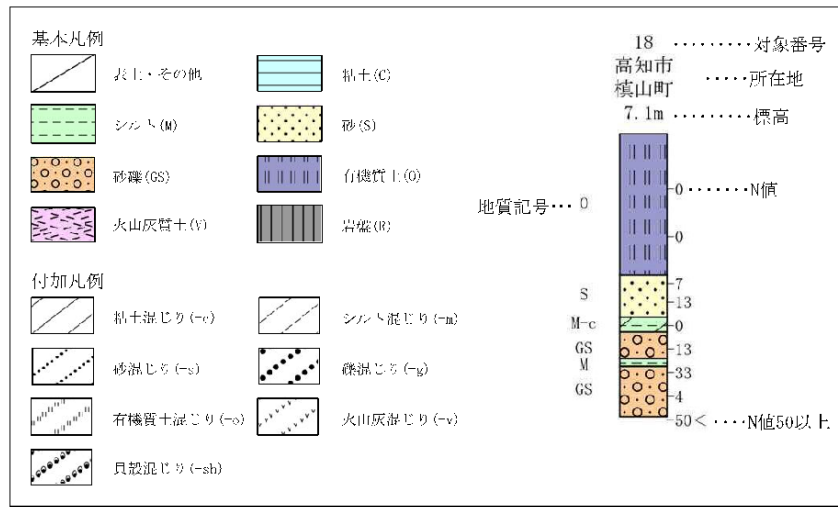 基本凡例
表土・その他
粘土(C)
シルト(M)
砂(S)
砂礫(GS)
有機質土(O)
火山灰質土(V)
岩盤(R)
付加凡例
粘土混じり(-c)
シルト混じり(-m)
砂混じり(-s)
礫混じり(-g)
有機質土混じり(-o)
火山灰混じり(-v)
貝殻混じり(-sh)
18 ‥‥‥‥ 対象番号
高知市
槙山町 ‥‥‥所在地
7.1m ‥‥‥‥標高
地質記号‥‥ O
0‥‥‥‥N値
0
7
S
13
M-c
0
GS
13
M
33
GS
4
50< ‥‥‥N値50以上